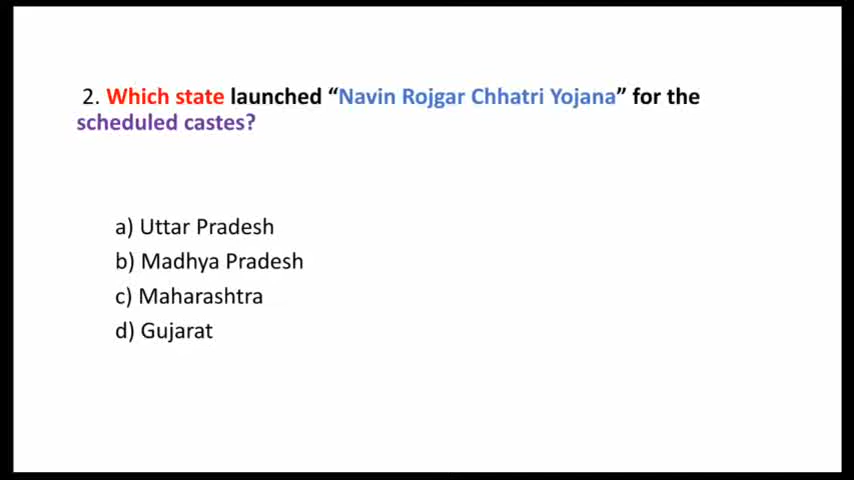 2. Which state launched “Navin Rojgar Chhatri Yojana” for the
scheduled castes?
a) Uttar Pradesh
b) Madhya Pradesh
c) Maharashtra
d) Gujarat